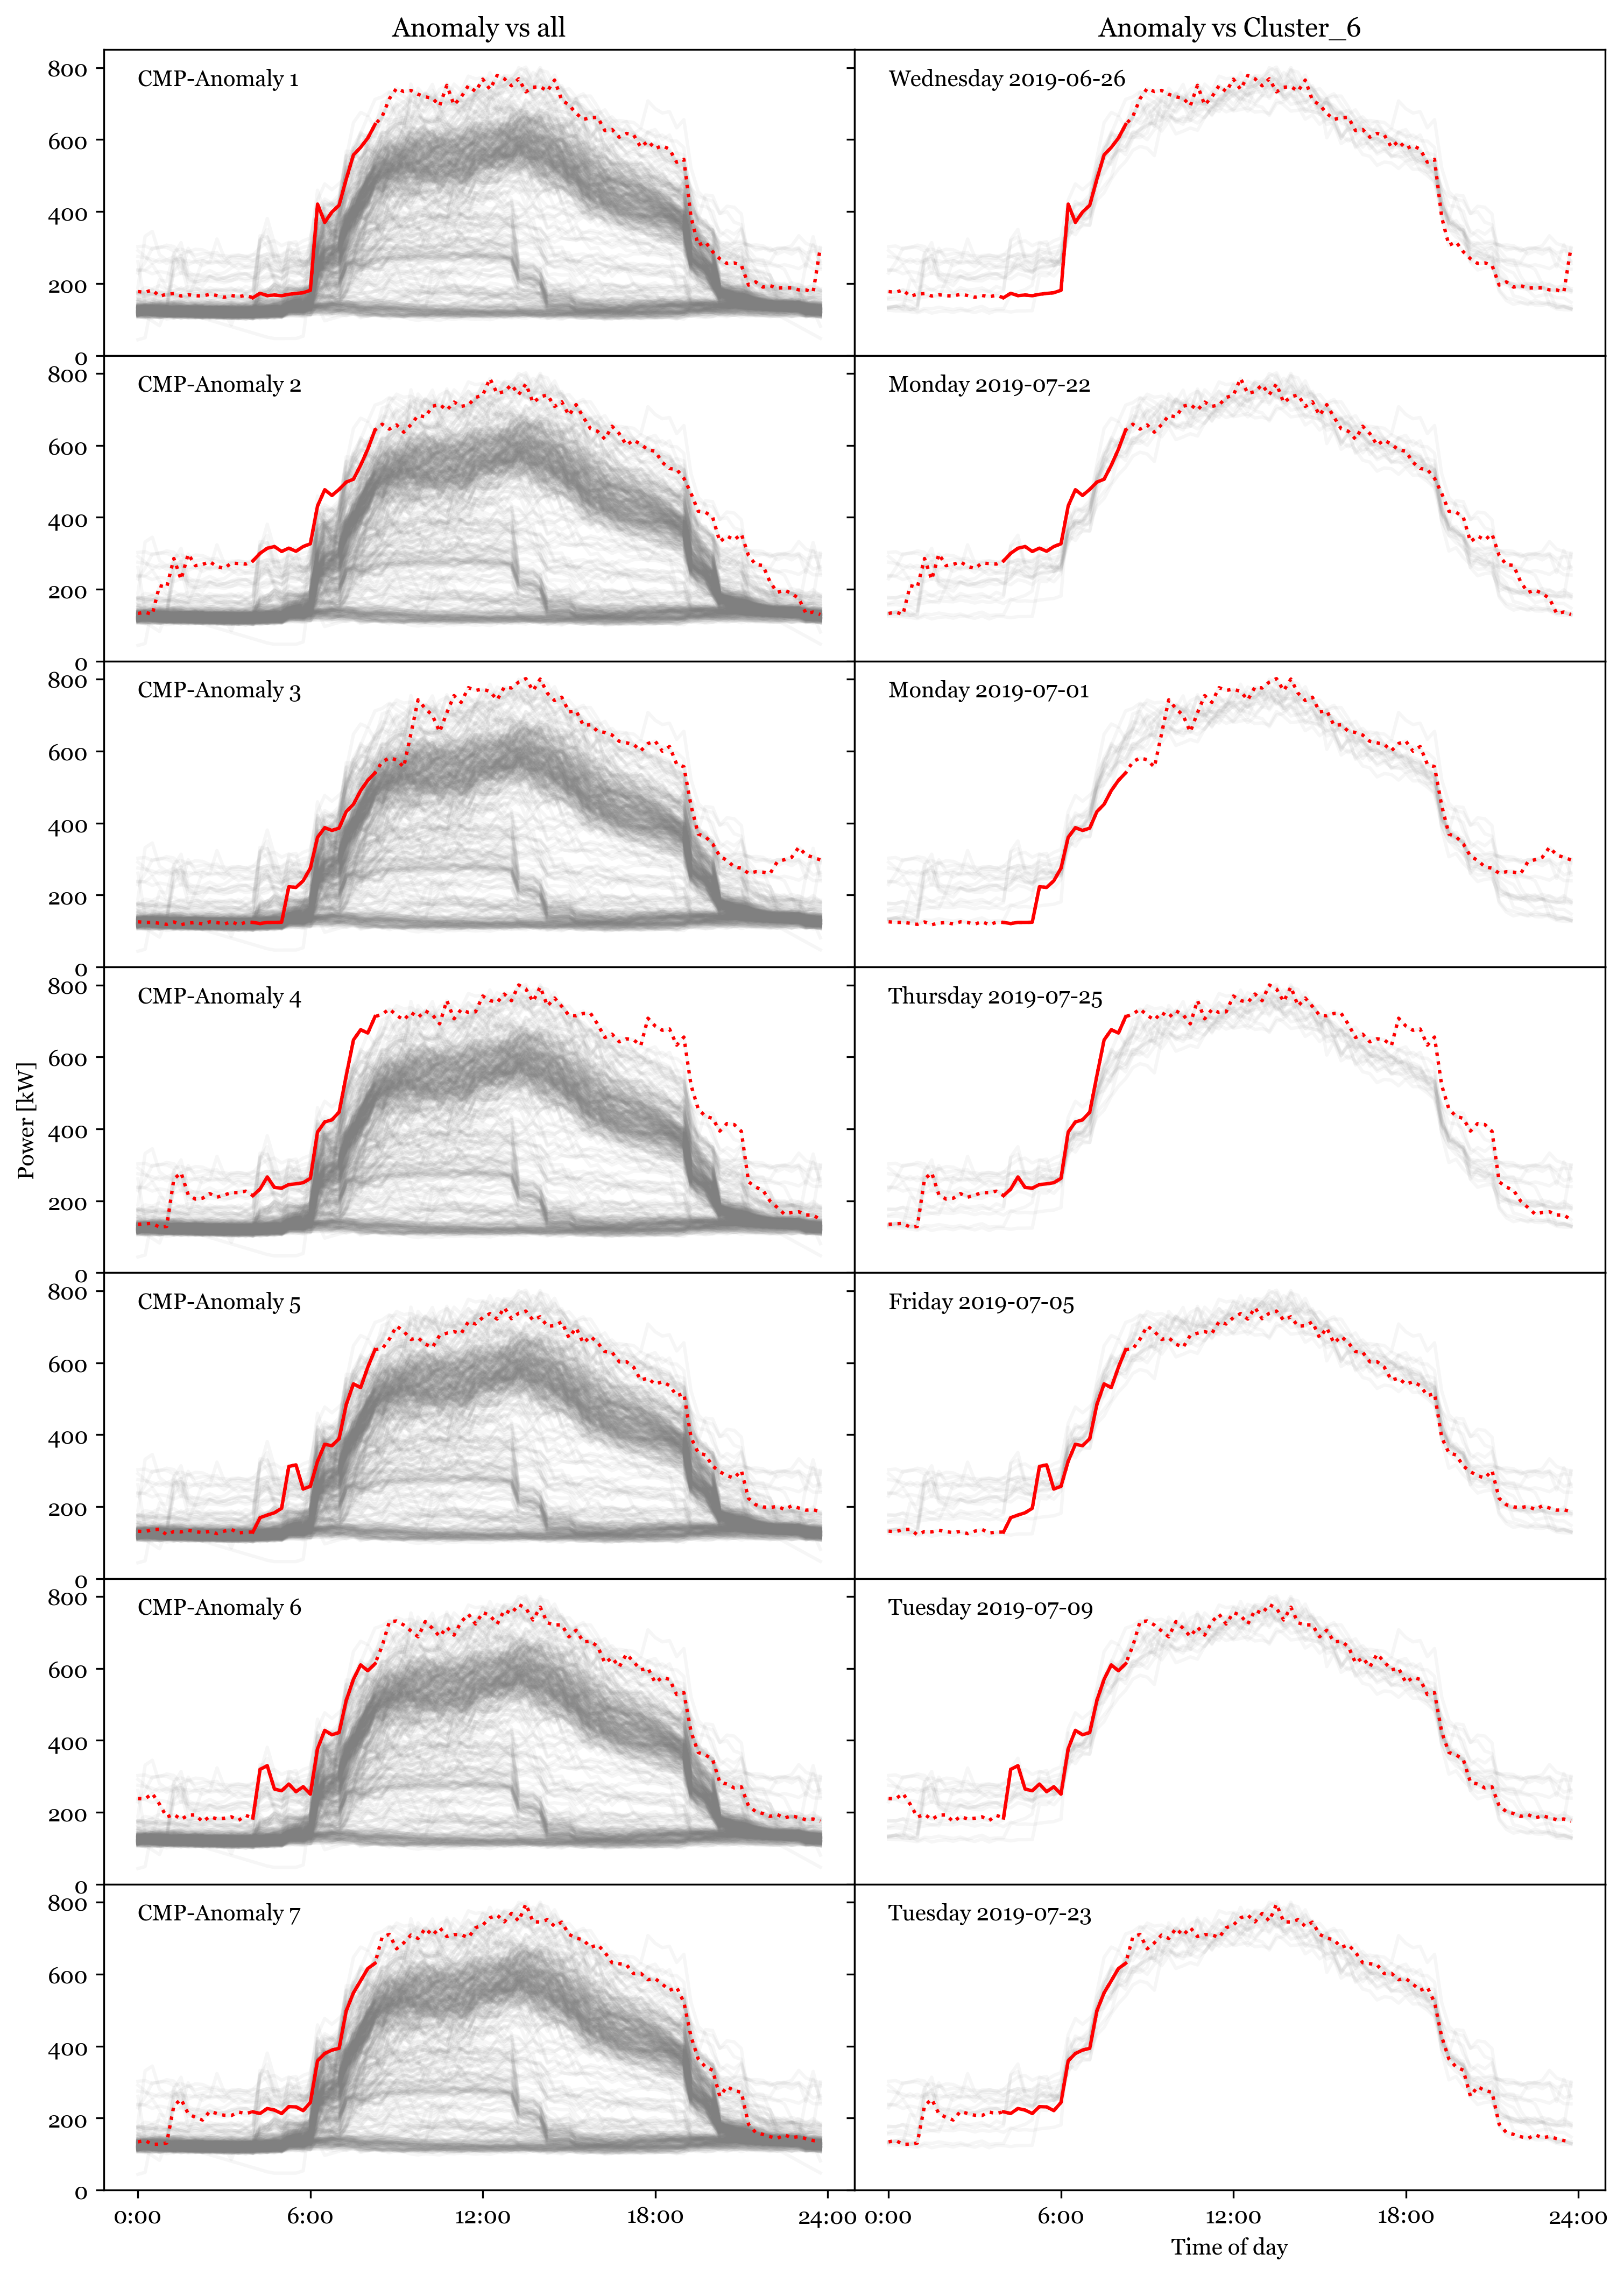 Anomaly vs all
Anomaly vs Cluster_6
800
600
400
200
0
CMP-Anomaly 1
Wednesday 2019-06-26
800
600
400
200
0
CMP-Anomaly 2
Monday 2019-07-22
800
600
400
200
0
CMP-Anomaly 3
Monday 2019-07-01
800
600
400
200
0
CMP-Anomaly 4
Thursday 2019-07-25
Power [kW]
800
600
400
200
0
CMP-Anomaly 5
Friday 2019-07-05
800
600
400
200
0
CMP-Anomaly 6
Tuesday 2019-07-09
800
600
400
200
0
CMP-Anomaly 7
Tuesday 2019-07-23
0:00 6:00 12:00 18:00 24:00 0:00 6:00 12:00 18:00 24:00
Time of day